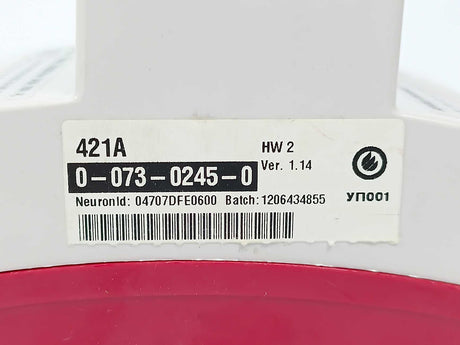 421A
HW 2
0-073-0245-0
Ver. 1.14
NeuronId: 04707DFE0600 Batch: 1206434855
УП001